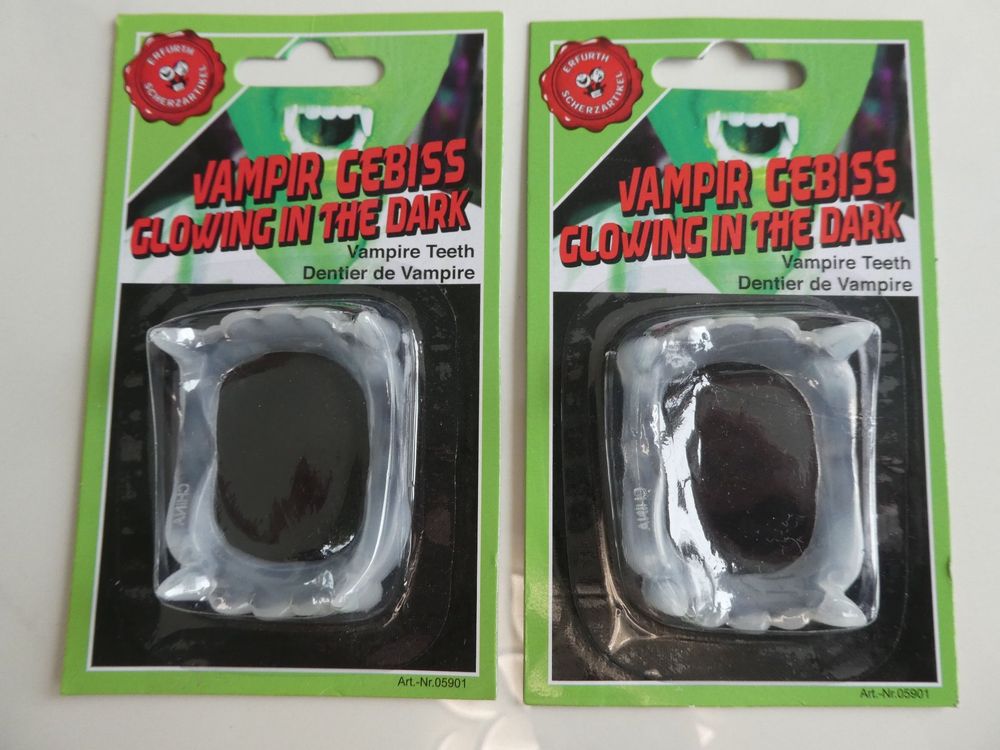 ERFURTH
SCHERZARTIKEL
VAMPIR GEBISS
GLOWING IN THE DARK
Vampire Teeth
Dentier de Vampire
CHINA
Art.-Nr.05901
ERFURTH
SCHERZARTIKEL
VAMPIR GEBISS
GLOWING IN THE DARK
Vampire Teeth
Dentier de Vampire
CHINA
Art.-Nr.05901